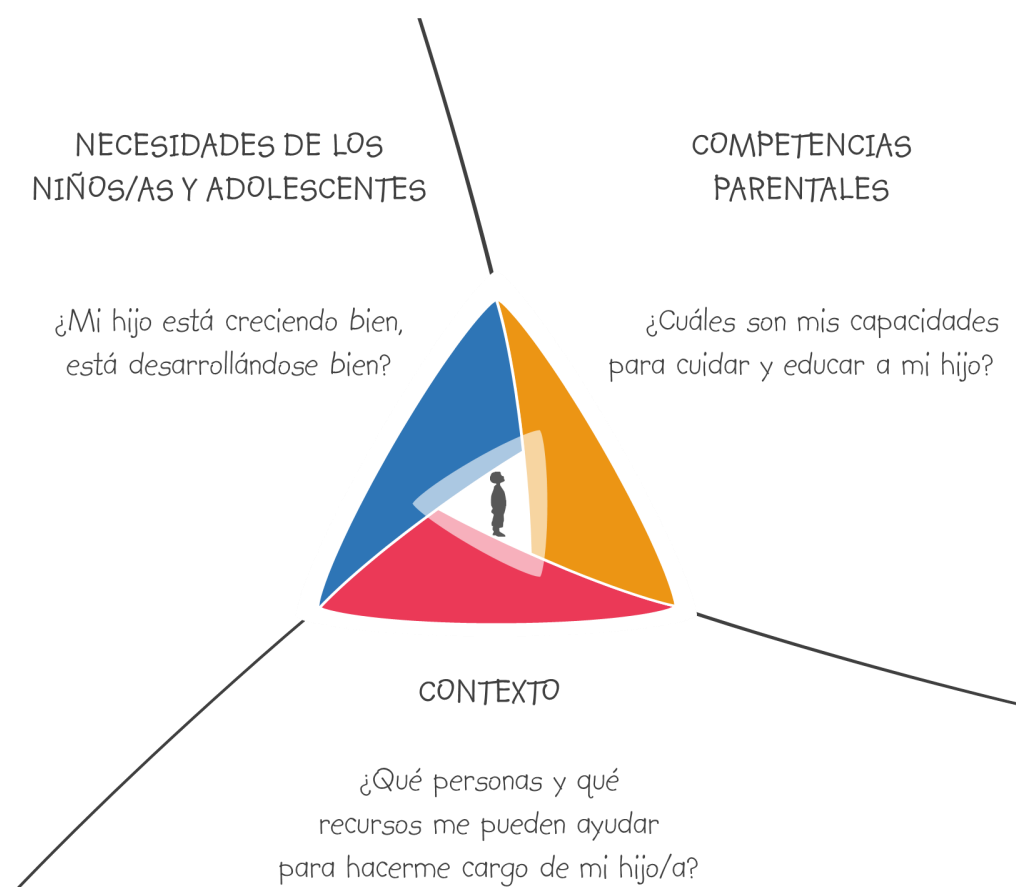 NECESIDADES DE LOS
NIÑOS/AS Y ADOLESCENTES
¿Mi hijo está creciendo bien,
está desarrollándose bien?
COMPETENCIAS
PARENTALES
¿Cuáles son mis capacidades
para cuidar y educar a mi hijo?
CONTEXTO
¿Qué personas y qué
recursos me pueden ayudar
para hacerme cargo de mi hijo/a?